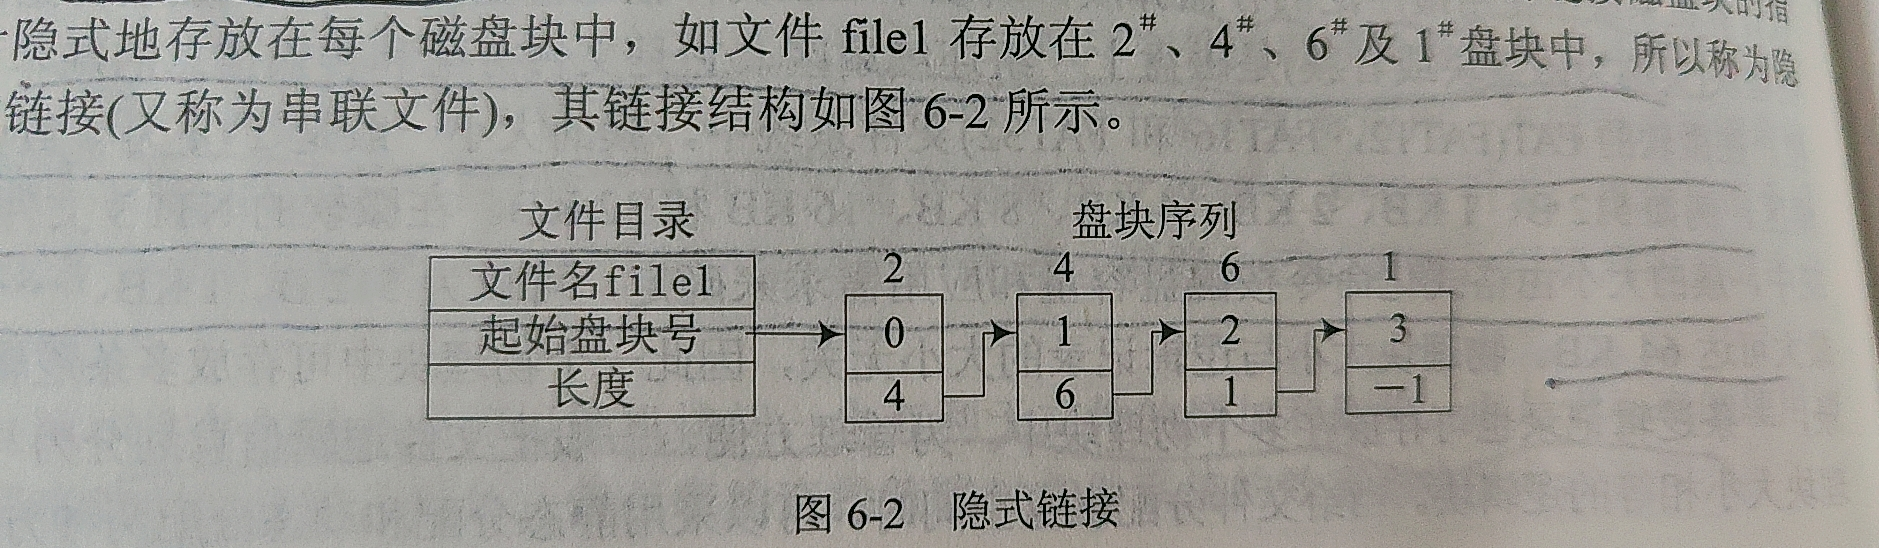 隐式地存放在每个磁盘块中，如文件 file1 存放在 2#、4#、6#及 1#盘块中，所以称为隐
链接(又称为串联文件)，其链接结构如图 6-2 所示。
文件目录 盘块序列
2 4 6 1
文件名file1
起始盘块号 0 1 2 3
长度 4 6 1 －1
图 6-2 隐式链接